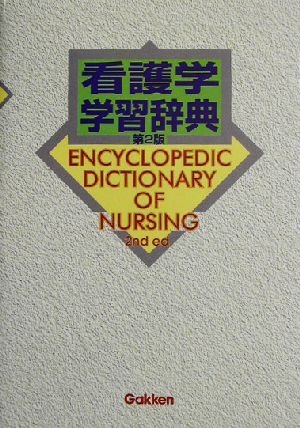 看護学
学習辞典
第2版
ENCYCLOPEDIC
DICTIONARY
OF
NURSING
2nd ed
Gakken